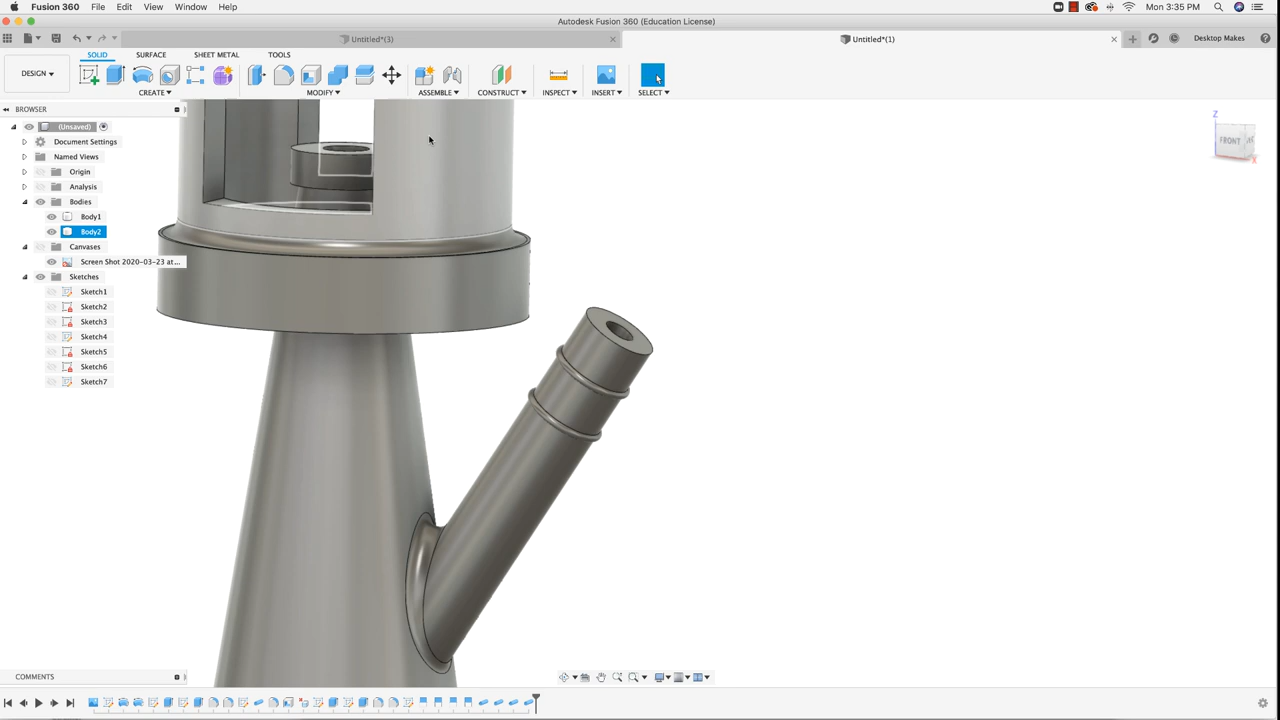 Fusion 360 File Edit View Window Help Mon 3:35 PM
Autodesk Fusion 360 (Education License)
Untitled*(3) Untitled*(1) Desktop Makes
SOLID SURFACE SHEET METAL TOOLS
DESIGN
CREATE MODIFY ASSEMBLE CONSTRUCT INSPECT INSERT SELECT
BROWSER
(Unsaved)
Document Settings
Named Views
Origin
Analysis
Bodies
Body1
Body2
Canvases
Screen Shot 2020-03-23 at...
Sketches
Sketch1
Sketch2
Sketch3
Sketch4
Sketch5
Sketch6
Sketch7
Z
FRONT
X
COMMENTS